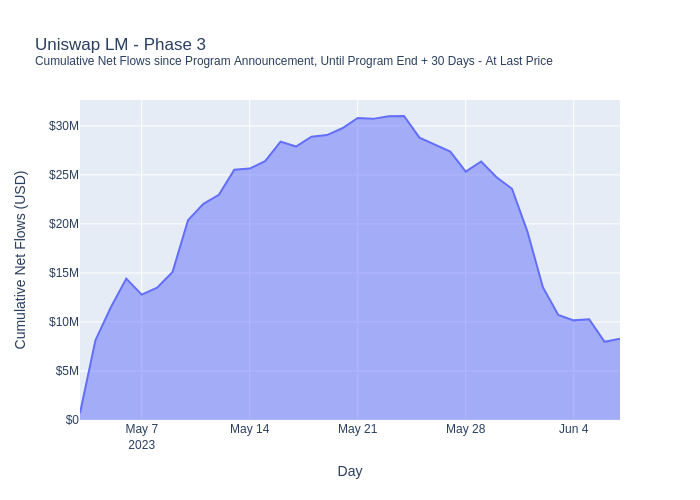 Uniswap LM - Phase 3
Cumulative Net Flows since Program Announcement, Until Program End + 30 Days - At Last Price
Cumulative Net Flows (USD)
$30M
$25M
$20M
$15M
$10M
$5M
$0
May 7
2023
May 14
May 21
May 28
Jun 4
Day